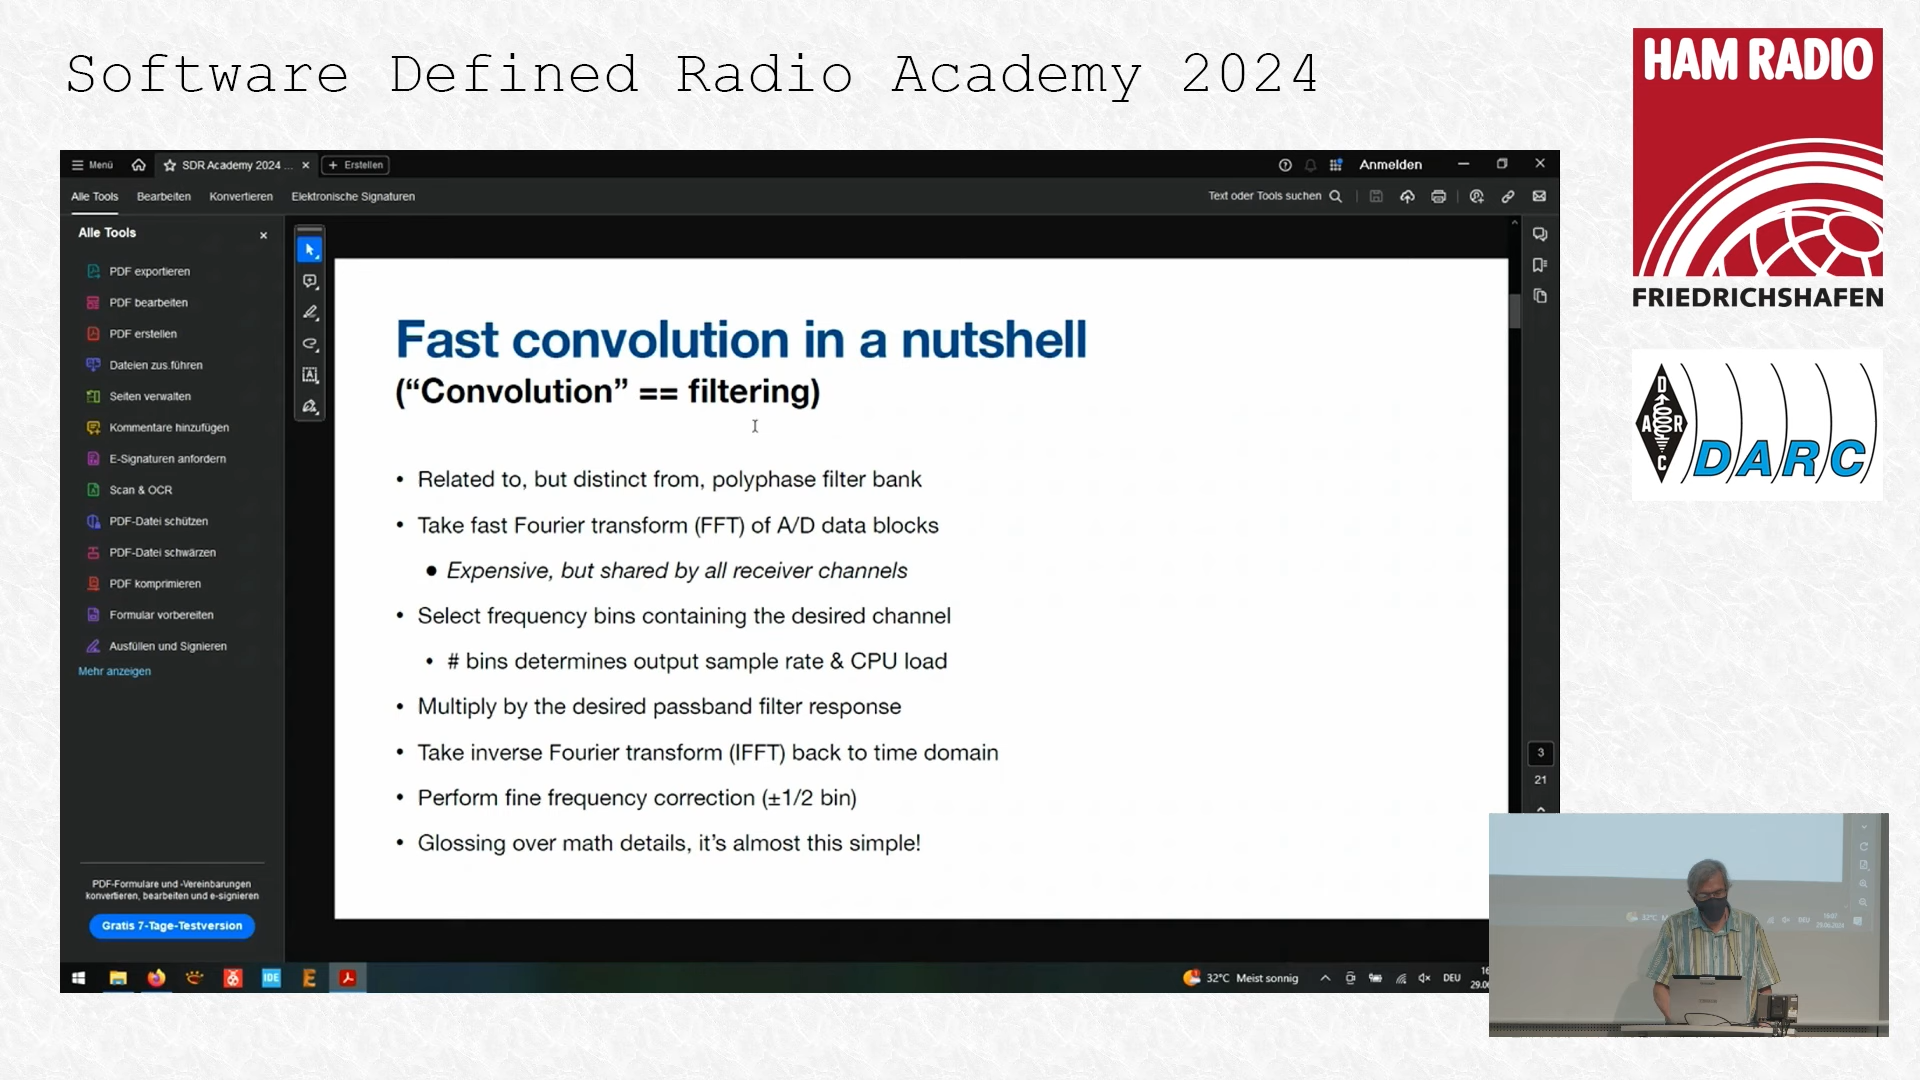 Software Defined Radio Academy 2024
HAM RADIO
FRIEDRICHSHAFEN
DARC
DARC
Menü
SDR Academy 2024 ...
Erstellen
Anmelden
Alle Tools
Bearbeiten
Konvertieren
Elektronische Signaturen
Text oder Tools suchen
Alle Tools
PDF exportieren
PDF bearbeiten
PDF erstellen
Dateien zus.führen
Seiten verwalten
Kommentare hinzufügen
E-Signaturen anfordern
Scan & OCR
PDF-Datei schützen
PDF-Datei schwärzen
PDF komprimieren
Formular vorbereiten
Ausfüllen und Signieren
Mehr anzeigen
PDF-Formulare und -Vereinbarungen
konvertieren, bearbeiten und e-signieren
Gratis 7-Tage-Testversion
Fast convolution in a nutshell
(“Convolution” == filtering)
• Related to, but distinct from, polyphase filter bank
• Take fast Fourier transform (FFT) of A/D data blocks
• Expensive, but shared by all receiver channels
• Select frequency bins containing the desired channel
• # bins determines output sample rate & CPU load
• Multiply by the desired passband filter response
• Take inverse Fourier transform (IFFT) back to time domain
• Perform fine frequency correction (±1/2 bin)
• Glossing over math details, it’s almost this simple!
3
21
IDE
E
32°C Meist sonnig
DEU